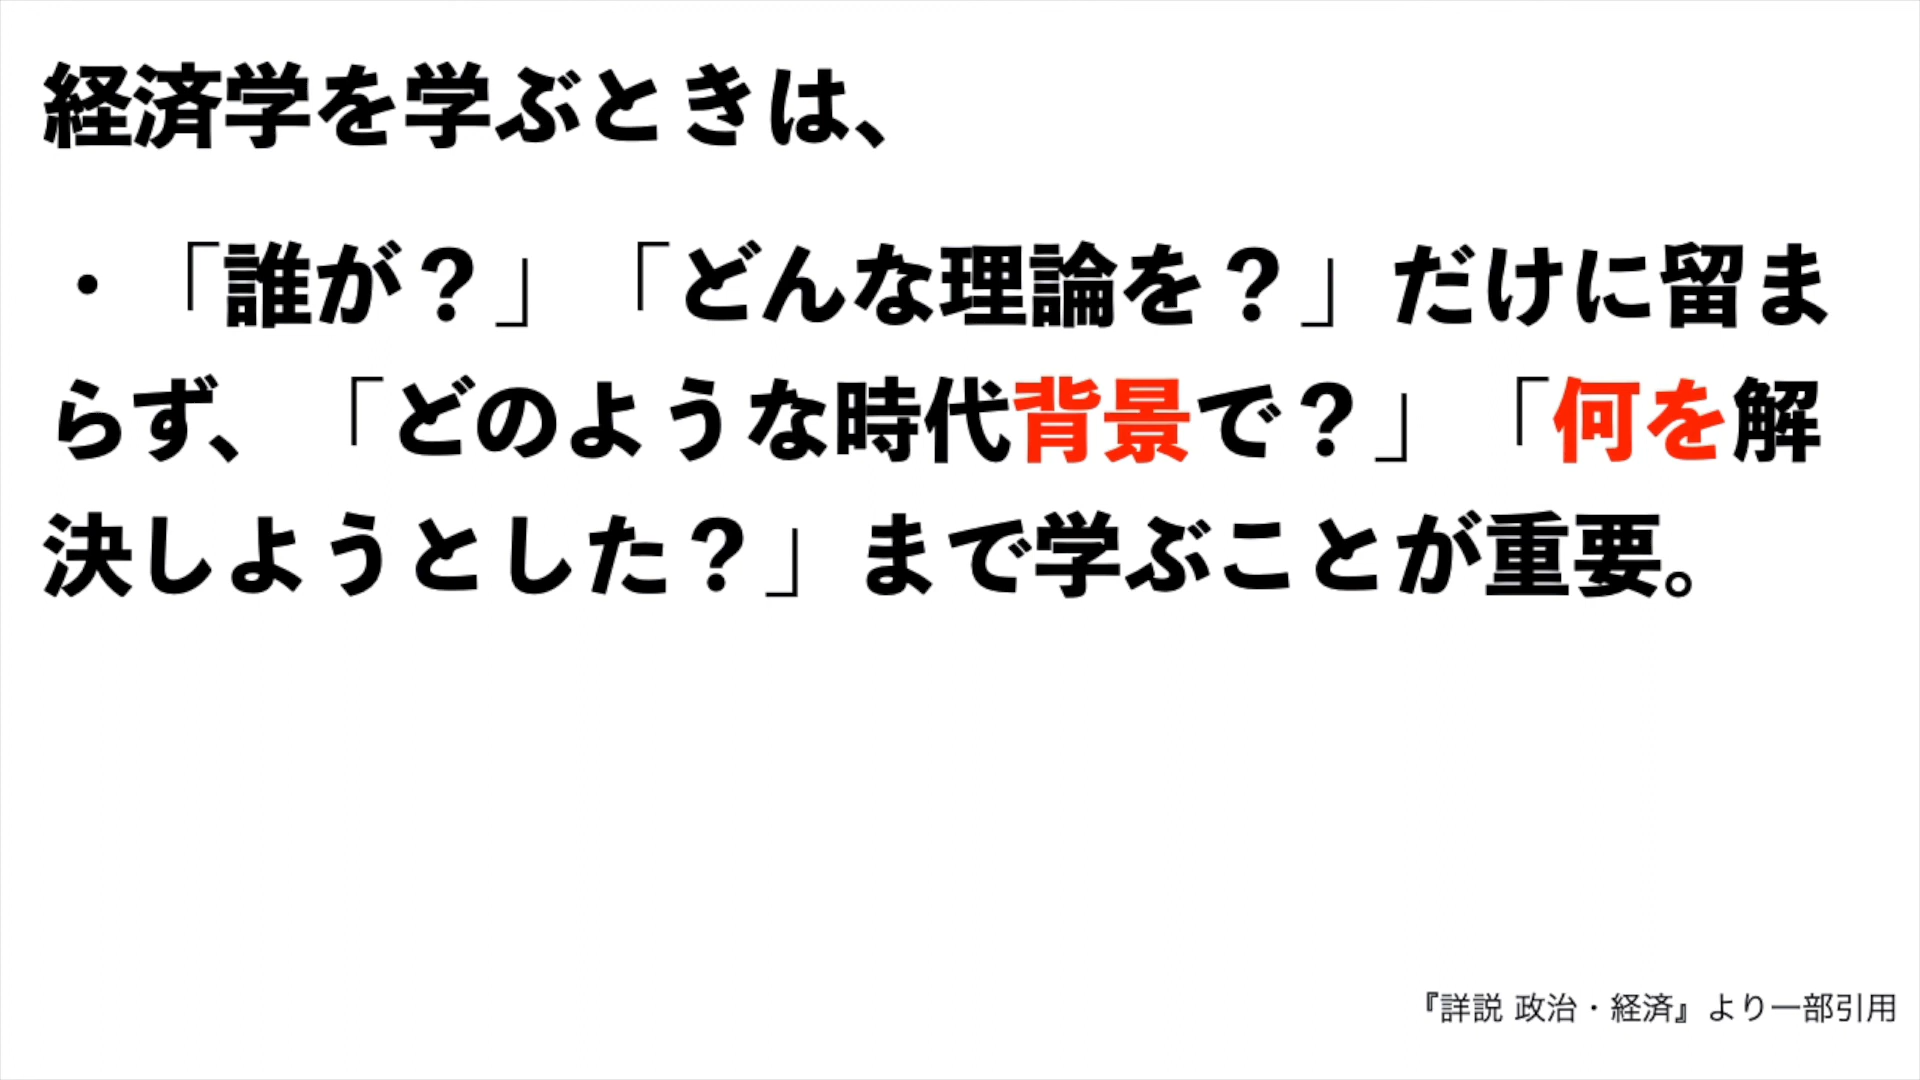 経済学を学ぶときは、
・「誰が？」「どんな理論を？」だけに留ま
らず、「どのような時代背景で？」「何を解
決しようとした？」まで学ぶことが重要。
『詳説 政治・経済』より一部引用